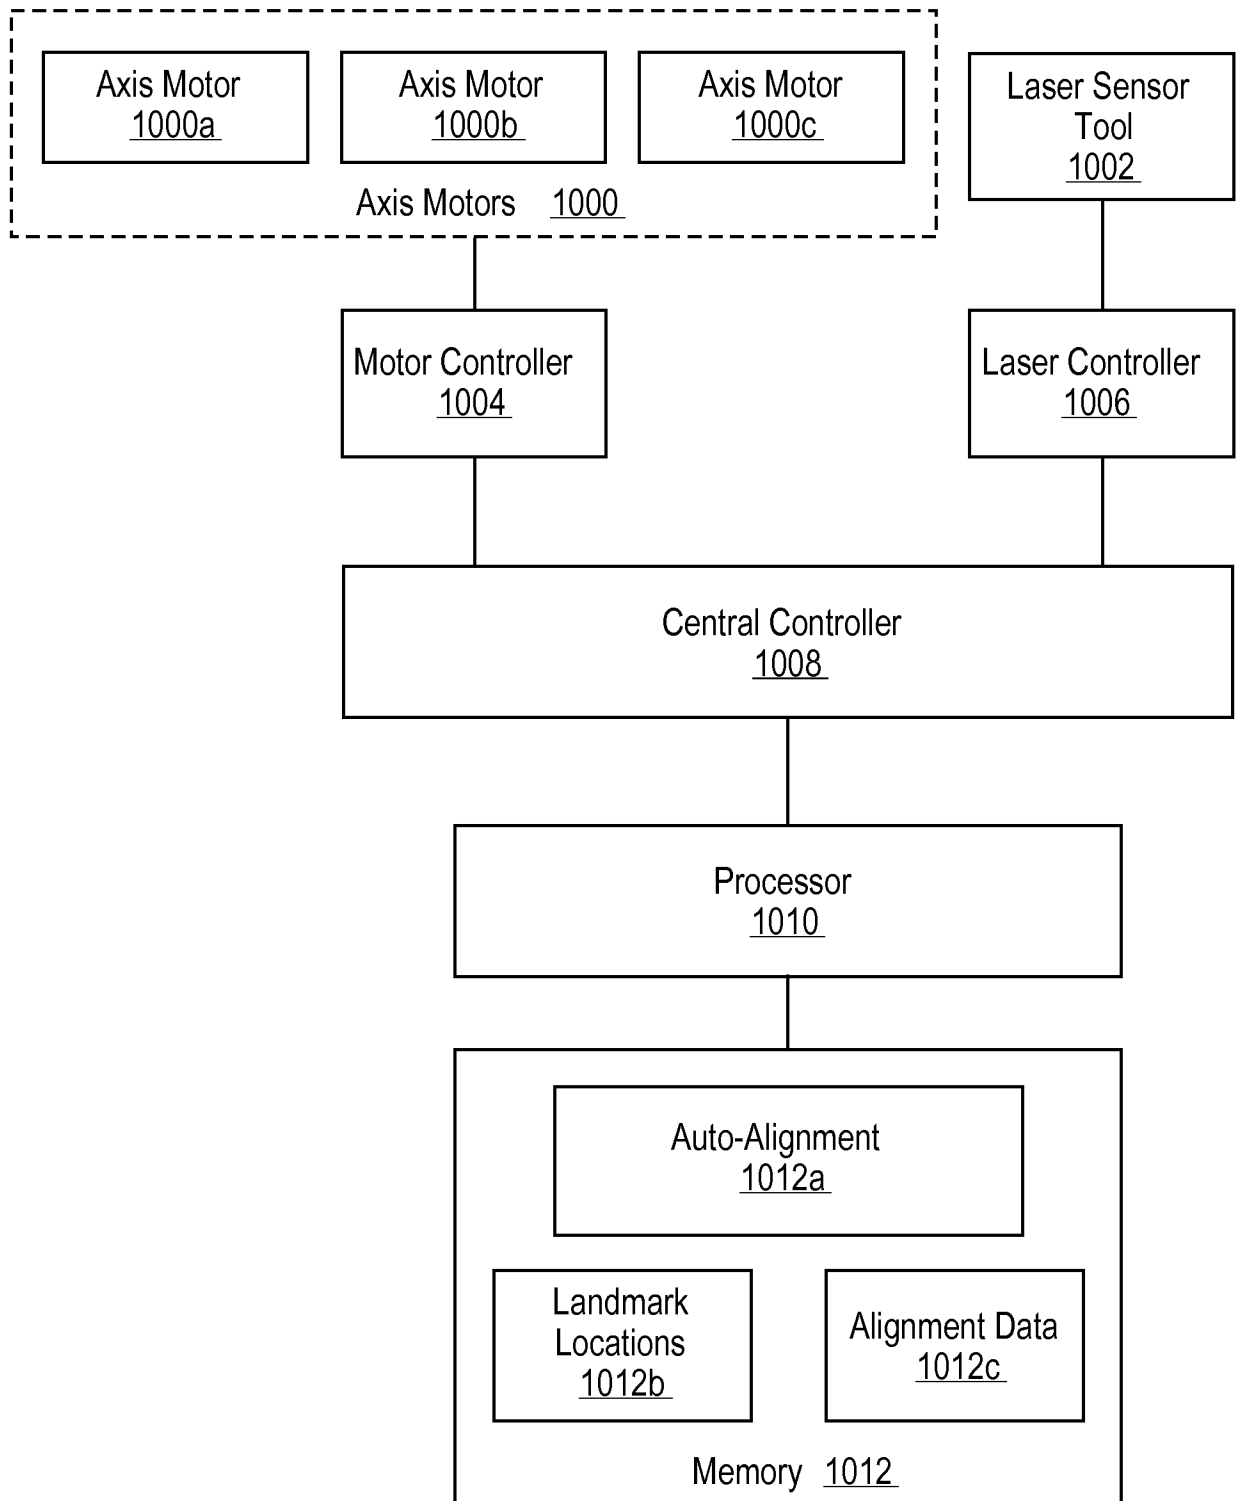 Axis Motor
1000a
Axis Motor
1000b
Axis Motor
1000c
Axis Motors 1000
Laser Sensor
Tool
1002
Motor Controller
1004
Laser Controller
1006
Central Controller
1008
Processor
1010
Auto-Alignment
1012a
Landmark
Locations
1012b
Alignment Data
1012c
Memory 1012